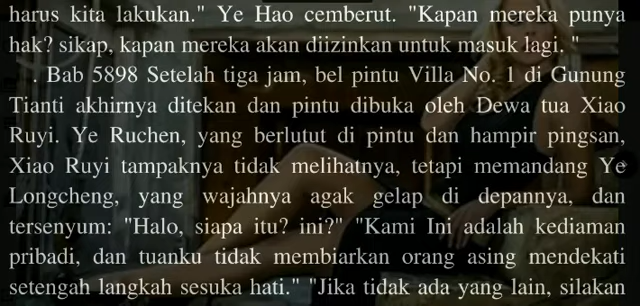 harus kita lakukan." Ye Hao cemberut. "Kapan mereka punya
hak? sikap, kapan mereka akan diizinkan untuk masuk lagi. "
. Bab 5898 Setelah tiga jam, bel pintu Villa No. 1 di Gunung
Tianti akhirnya ditekan dan pintu dibuka oleh Dewa tua Xiao
Ruyi. Ye Ruchen, yang berlutut di pintu dan hampir pingsan,
Xiao Ruyi tampaknya tidak melihatnya, tetapi memandang Ye
Longcheng, yang wajahnya agak gelap di depannya, dan
tersenyum: "Halo, siapa itu? ini?" "Kami Ini adalah kediaman
pribadi, dan tuanku tidak membiarkan orang asing mendekati
setengah langkah sesuka hati." "Jika tidak ada yang lain, silakan